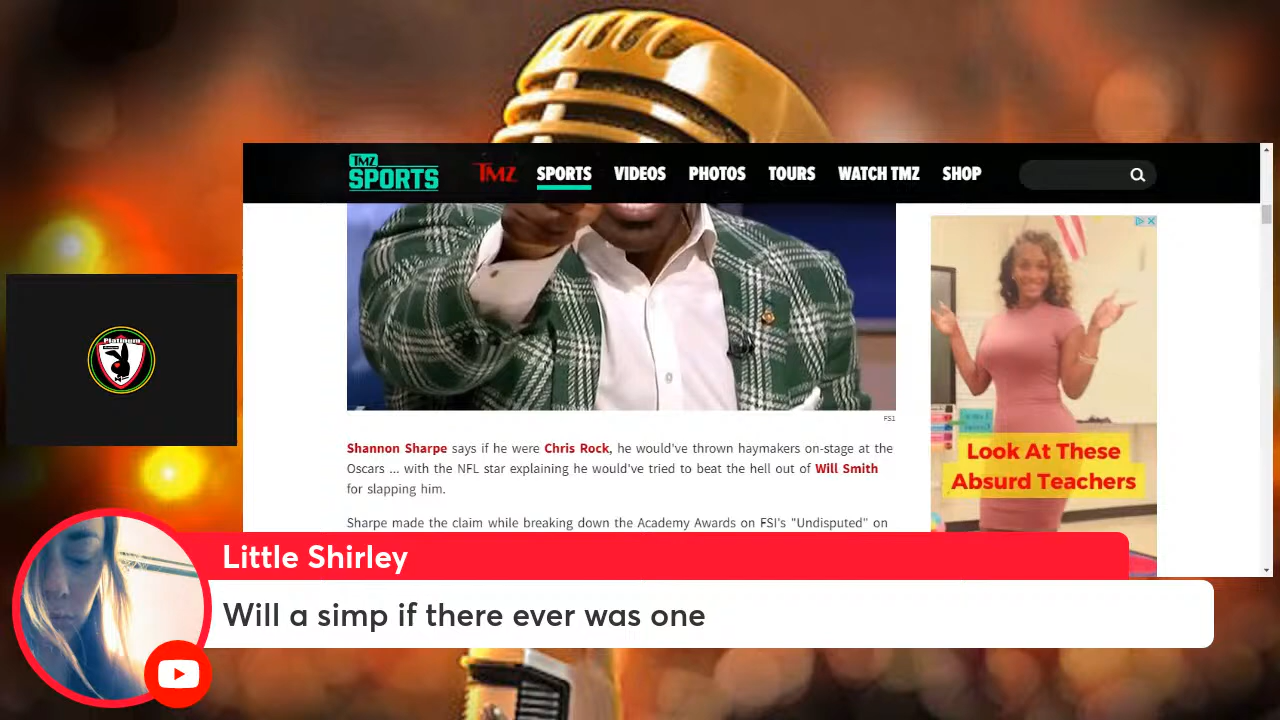 TMZ
SPORTS
TMZ SPORTS VIDEOS PHOTOS TOURS WATCH TMZ SHOP
Platinum
FS1
Shannon Sharpe says if he were Chris Rock, he would've thrown haymakers on-stage at the
Oscars ... with the NFL star explaining he would've tried to beat the hell out of Will Smith
for slapping him.
Sharpe made the claim while breaking down the Academy Awards on FSI's "Undisputed" on
Look At These
Absurd Teachers
Little Shirley
Will a simp if there ever was one